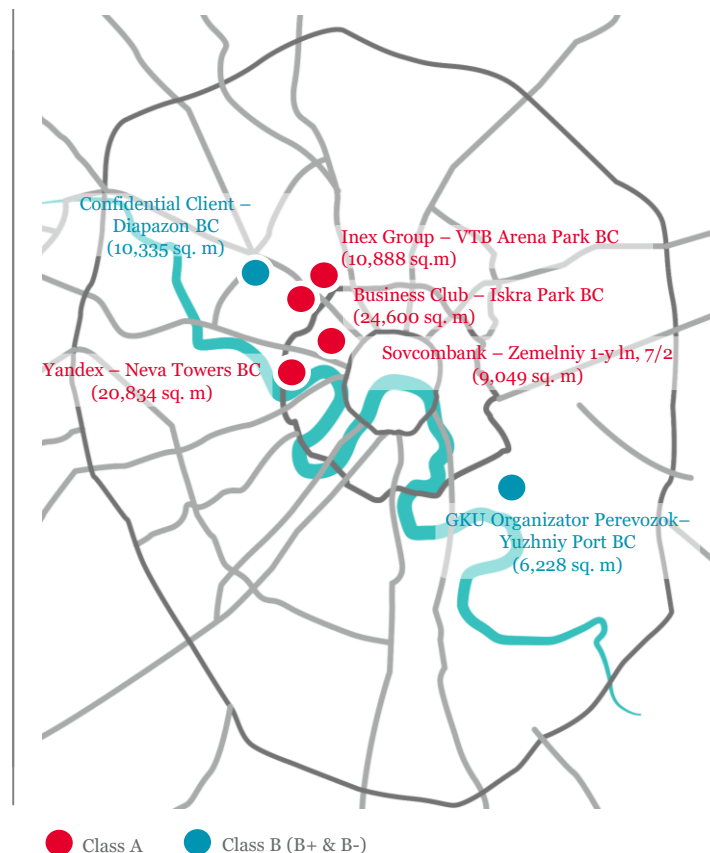 Confidential Client –
Diapazon BC
(10,335 sq. m)
Inex Group – VTB Arena Park BC
(10,888 sq.m)
Business Club – Iskra Park BC
(24,600 sq. m)
Sovcombank – Zemelniy 1-y ln, 7/2
(9,049 sq. m)
Yandex – Neva Towers BC
(20,834 sq. m)
GKU Organizator Perevozok–
Yuzhniy Port BC
(6,228 sq. m)
Class A
Class B (B+ & B-)